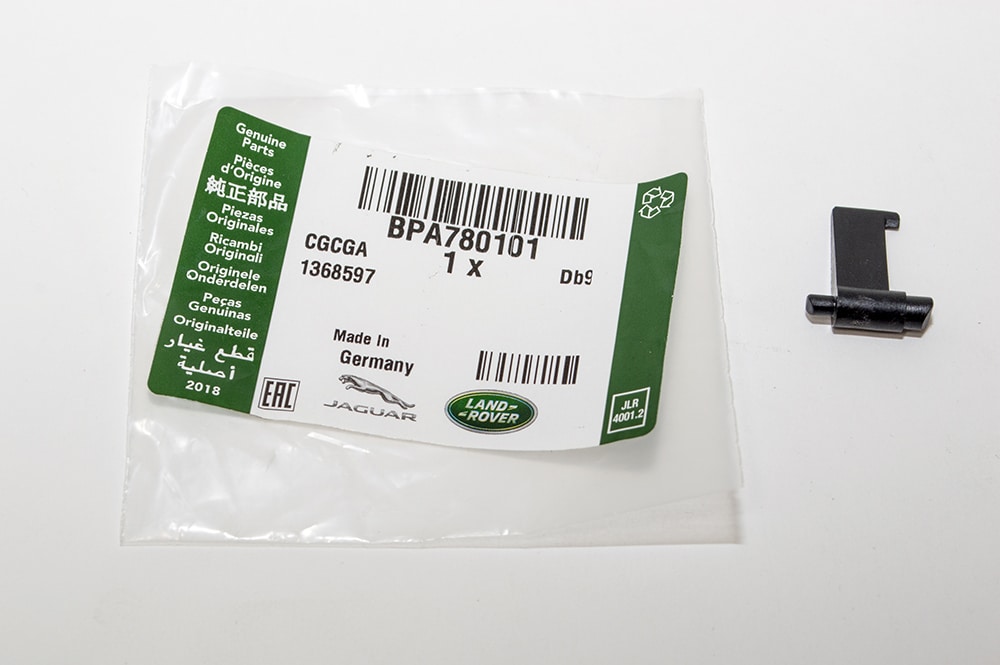 Genuine
Parts
Pièces
d'Origine
純正部品
Piezas
Originales
Ricambi
Originali
Originele
Onderdelen
Peças
Genuinas
Originalteile
قطع غيار
أصلية
2018
BPA780101
1 x
CGCGA
1368597
Db9
Made In
Germany
EAC
JAGUAR
LAND-
-ROVER
JLR
4001.2